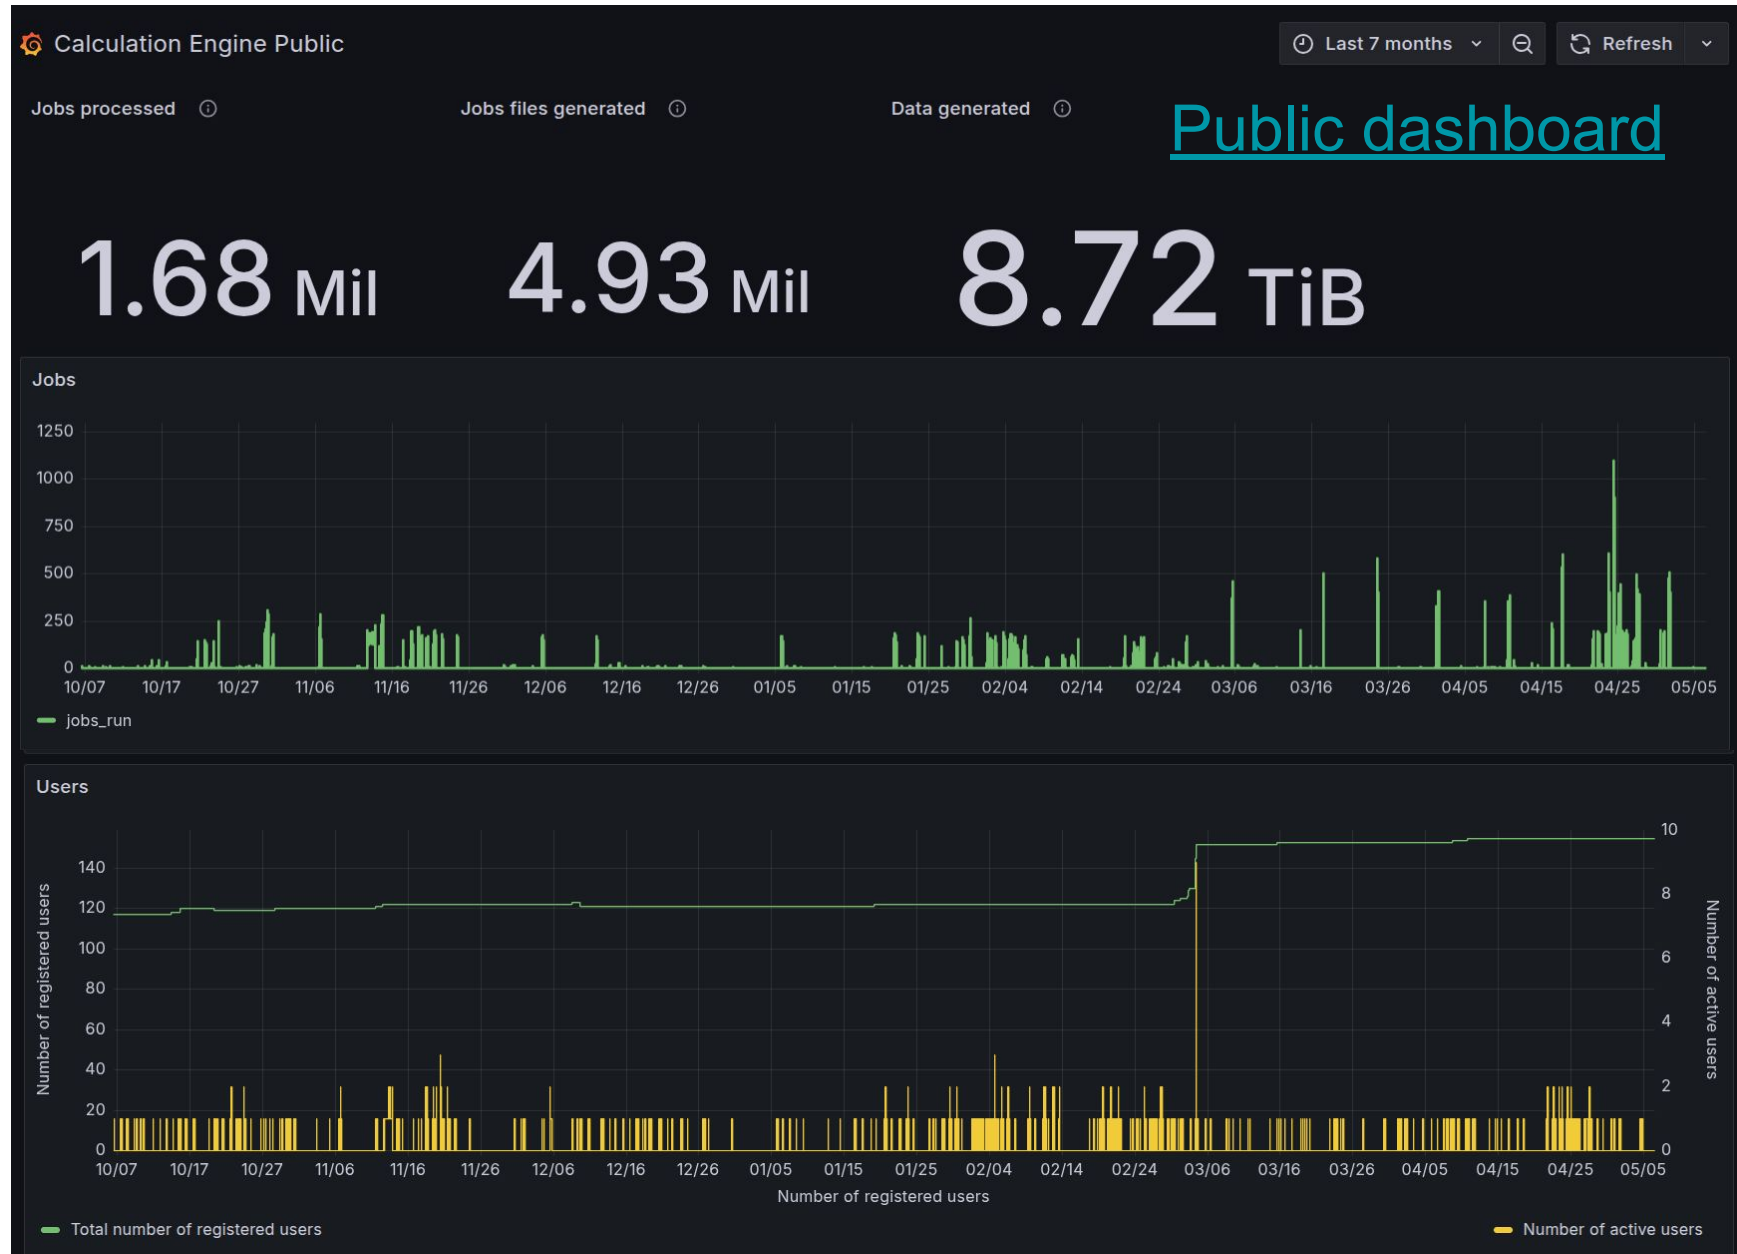 Calculation Engine Public
Last 7 months
Refresh
Jobs processed
Jobs files generated
Data generated
Public dashboard
1.68 Mil
4.93 Mil
8.72 TiB
Jobs
1250
1000
750
500
250
0
10/07 10/17 10/27 11/06 11/16 11/26 12/06 12/16 12/26 01/05 01/15 01/25 02/04 02/14 02/24 03/06 03/16 03/26 04/05 04/15 04/25 05/05
jobs_run
Users
Number of registered users
140
120
100
80
60
40
20
0
10
8
6
4
2
0
Number of active users
10/07 10/17 10/27 11/06 11/16 11/26 12/06 12/16 12/26 01/05 01/15 01/25 02/04 02/14 02/24 03/06 03/16 03/26 04/05 04/15 04/25 05/05
Number of registered users
Total number of registered users
Number of active users